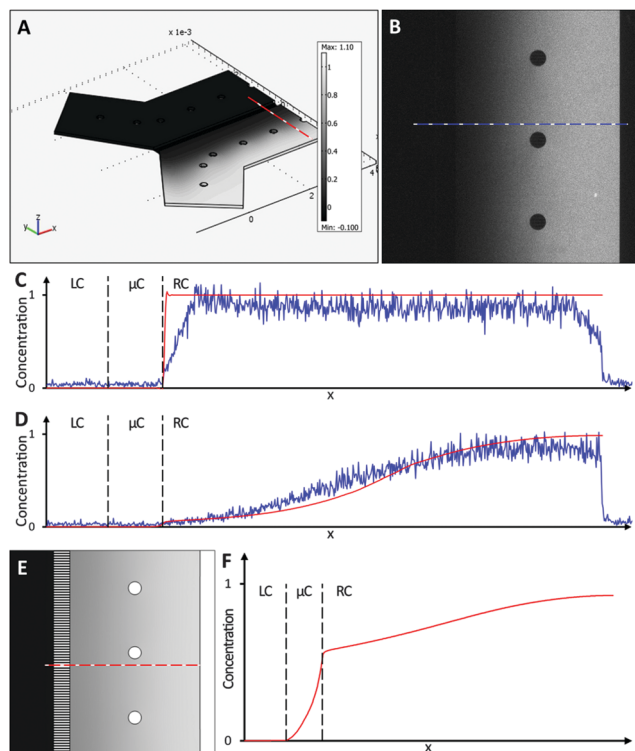 A
x 1e-3
Max: 1.10
1
0.8
0.6
0.4
0.2
0
Min: -0.100
0
2
4
z
y
x
B
C
LC
μC
RC
1
Concentration
0
x
D
LC
μC
RC
1
Concentration
0
x
E
F
LC
μC
RC
1
Concentration
0
x